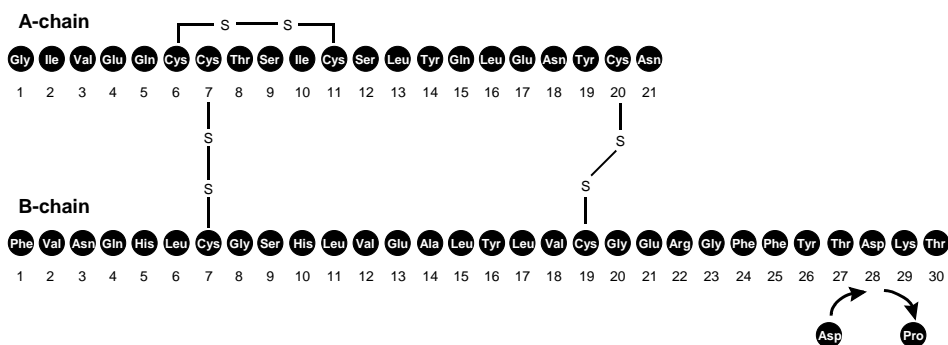 A-chain
S S
Gly Ile Val Glu Gln Cys Cys Thr Ser Ile Cys Ser Leu Tyr Gln Leu Glu Asn Tyr Cys Asn
1 2 3 4 5 6 7 8 9 10 11 12 13 14 15 16 17 18 19 20 21
S S
S S
B-chain
Phe Val Asn Gln His Leu Cys Gly Ser His Leu Val Glu Ala Leu Tyr Leu Val Cys Gly Glu Arg Gly Phe Phe Tyr Thr Asp Lys Thr
1 2 3 4 5 6 7 8 9 10 11 12 13 14 15 16 17 18 19 20 21 22 23 24 25 26 27 28 29 30
Asp Pro